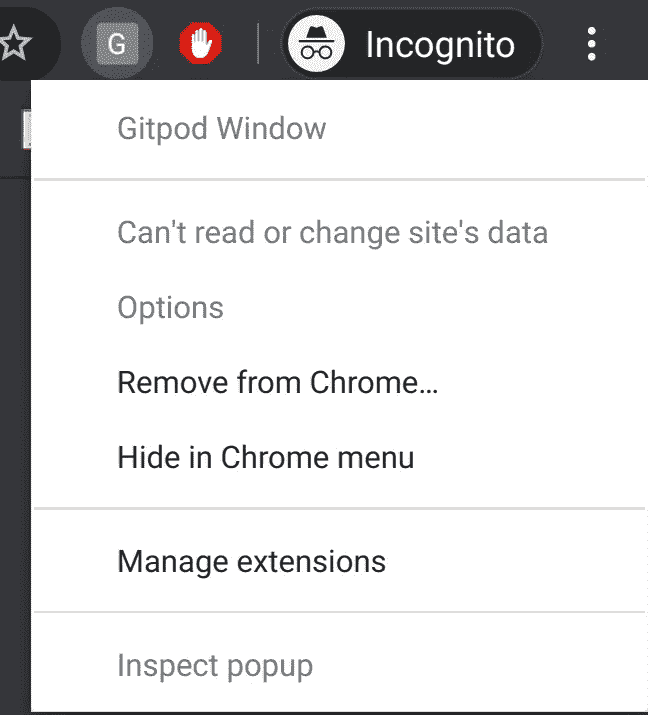 G
Incognito
Gitpod Window
Can't read or change site's data
Options
Remove from Chrome…
Hide in Chrome menu
Manage extensions
Inspect popup